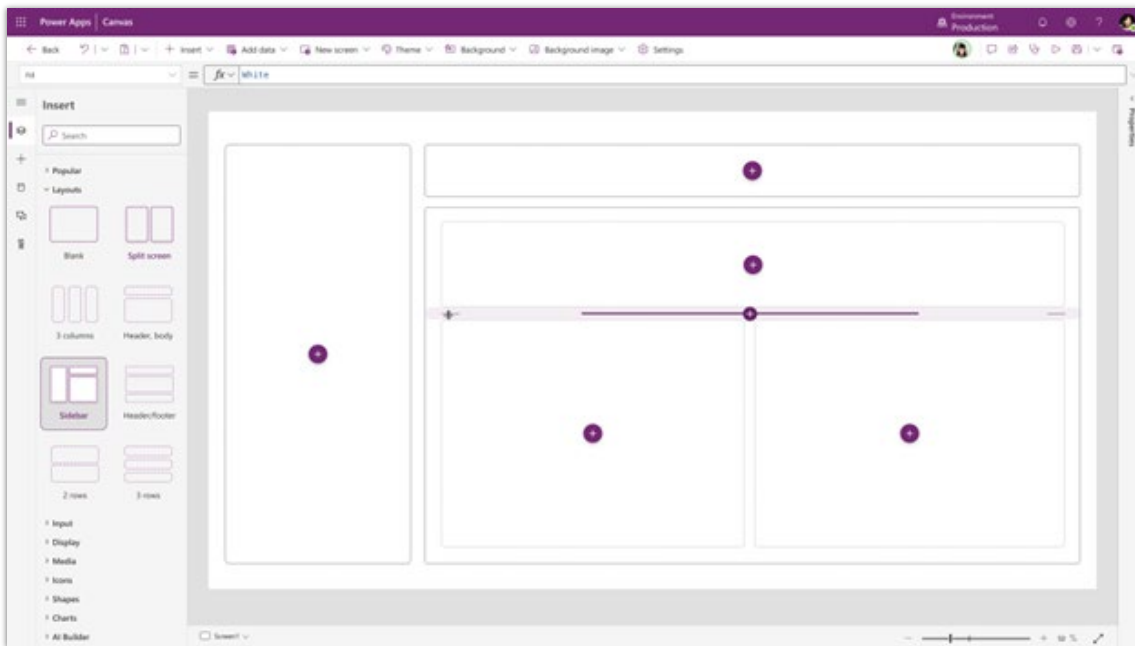 Power Apps | Canvas
Environment
Production
?
Back
Insert
Add data
New screen
Theme
Background
Background image
Settings
Fill
=
fx
White
Insert
Search
Popular
Layouts
Blank
Split screen
3 columns
Header, body
Sidebar
Header/footer
2 rows
3 rows
Input
Display
Media
Icons
Shapes
Charts
AI Builder
Properties
Screen1
%